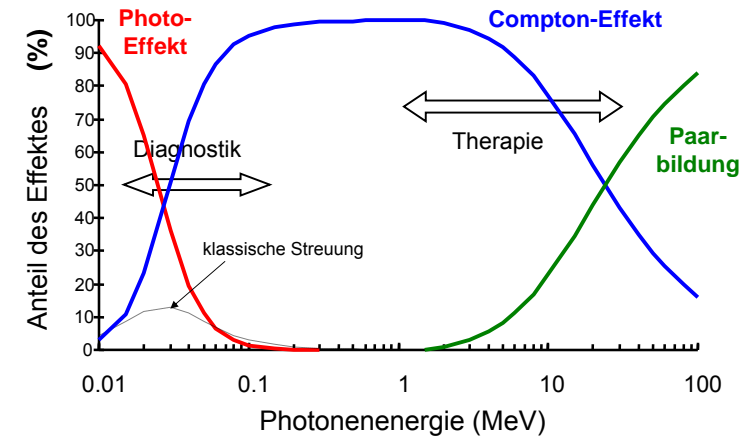 Photo-
Effekt
Compton-Effekt
Paar-
bildung
Diagnostik
Therapie
klassische Streuung
Anteil des Effektes (%)
100
90
80
70
60
50
40
30
20
10
0
0.01 0.1 1 10 100
Photonenenergie (MeV)